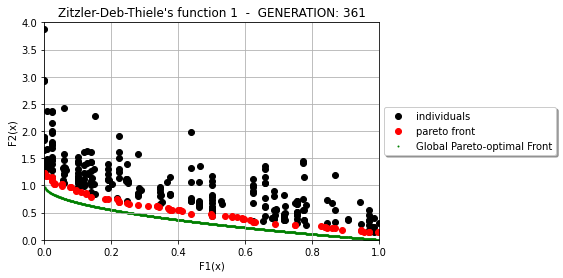 Zitzler-Deb-Thiele's function 1 - GENERATION: 361
4.0
3.5
3.0
2.5
2.0
1.5
1.0
0.5
0.0
F2(x)
0.0 0.2 0.4 0.6 0.8 1.0
F1(x)
individuals
pareto front
Global Pareto-optimal Front